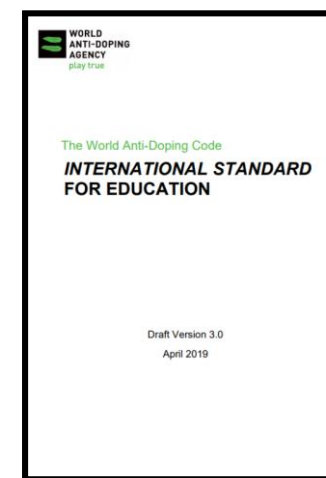 WORLD
ANTI-DOPING
AGENCY
play true
The World Anti-Doping Code
INTERNATIONAL STANDARD
FOR EDUCATION
Draft Version 3.0
April 2019